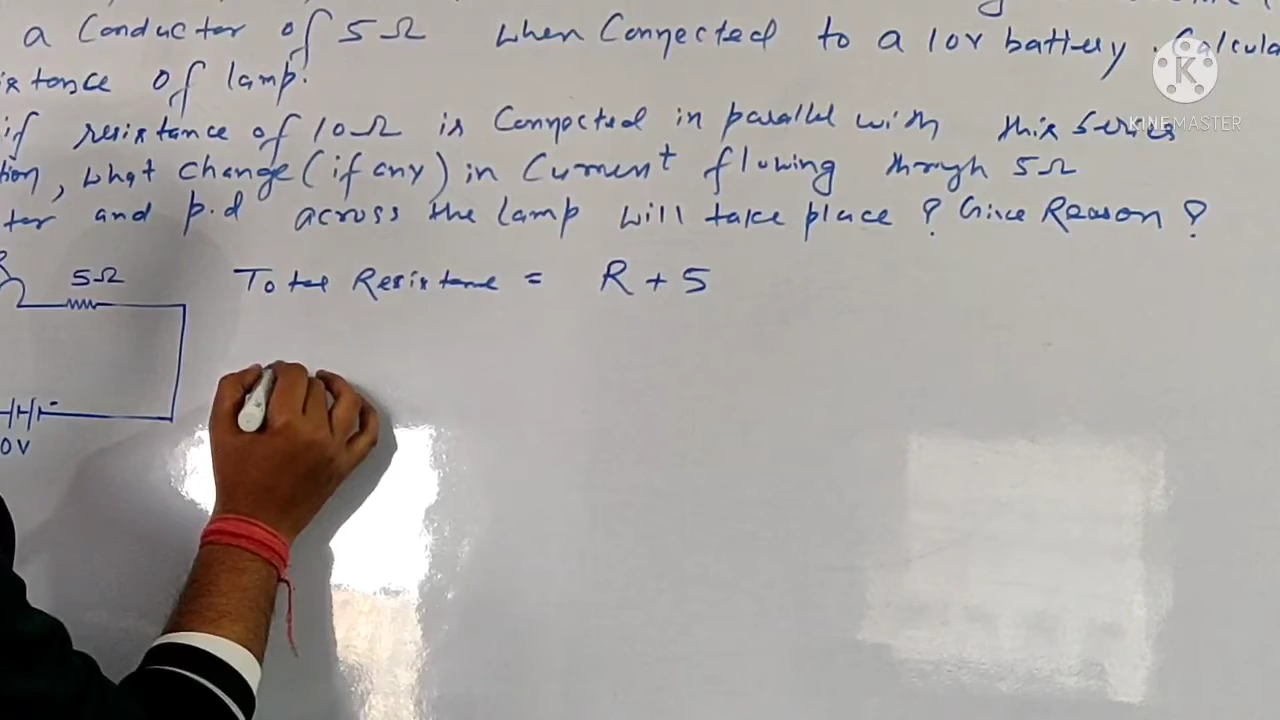 a Conductor of 5Ω when Connected to a 10V battery. Calcula
istance of lamp.
if resistance of 10Ω is Connected in parallel with this Series
tion, what change (if any) in Current flowing through 5Ω
tor and p.d across the lamp will take place ? Give Reason ?
R 5Ω
Total Resistance = R + 5
0V
K
KINEMASTER